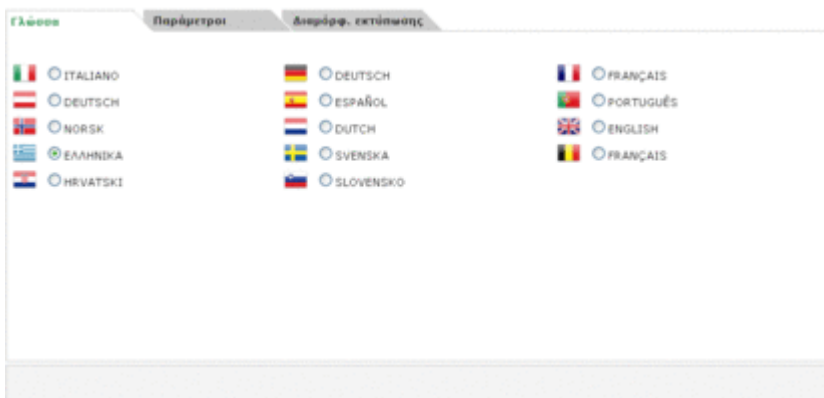 Γλώσσα Παράμετροι Διαμόρφ. εκτύπωσης
ITALIANO DEUTSCH FRANÇAIS
DEUTSCH ESPAÑOL PORTUGUÊS
NORSK DUTCH ENGLISH
ΕΛΛΗΝΙΚΑ SVENSKA FRANÇAIS
HRVATSKI SLOVENSKO